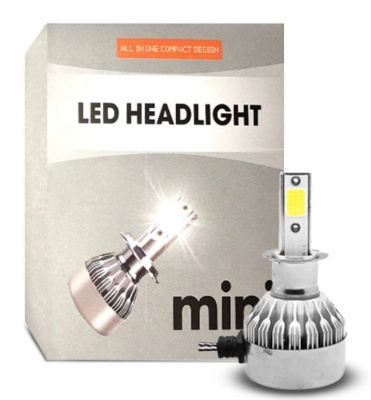 ALL IN ONE COMPACT DESIGN
LED HEADLIGHT
mini